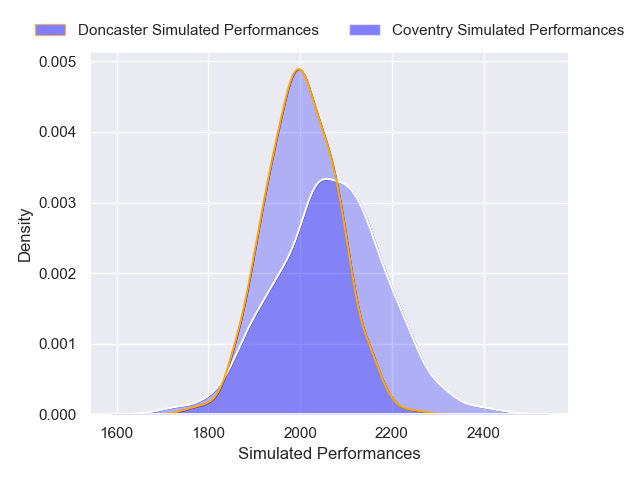 Doncaster Simulated Performances Coventry Simulated Performances
0.005
0.004
0.003
0.002
0.001
0.000
Density
1600 1800 2000 2200 2400
Simulated Performances